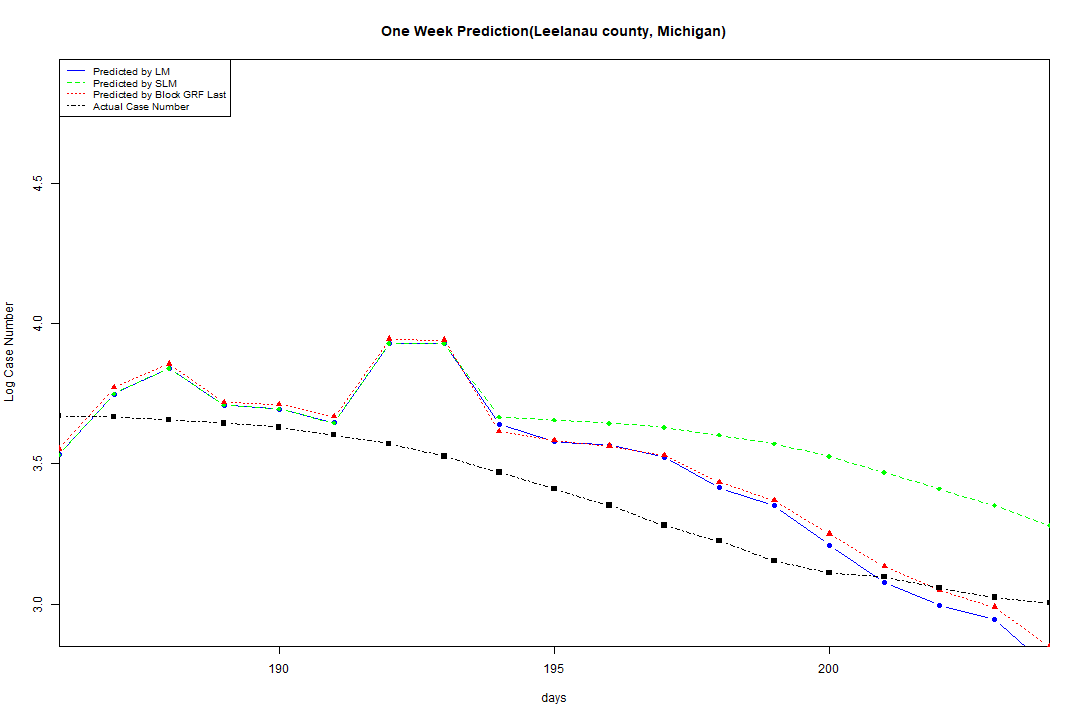 One Week Prediction(Leelanau county, Michigan)
Predicted by LM
Predicted by SLM
Predicted by Block GRF Last
Actual Case Number
Log Case Number
4.5
4.0
3.5
3.0
190 195 200
days